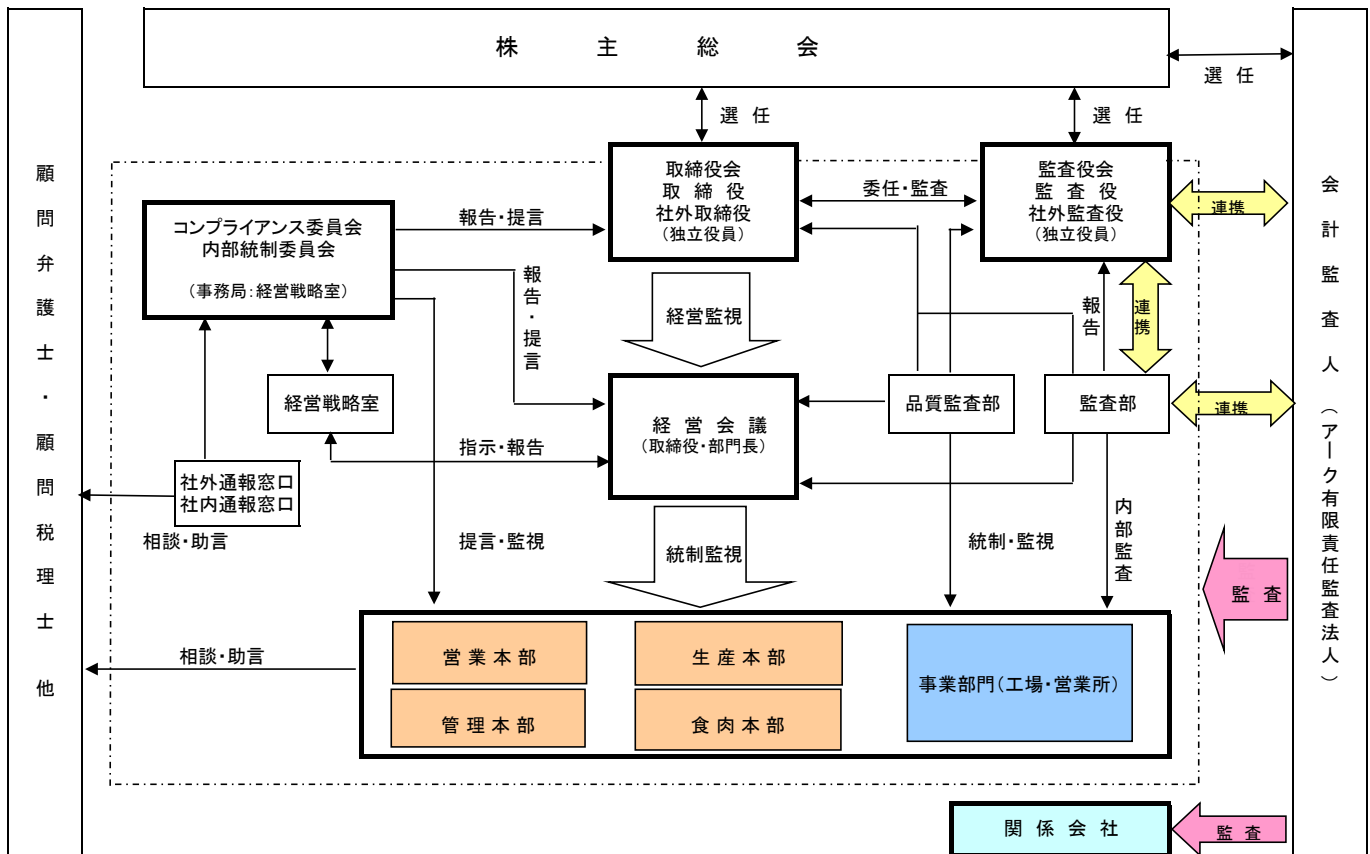 株主総会
選任
選任
選任
顧問弁護士・顧問税理士 他
会計監査人（アーク有限責任監査法人）
取締役会
取締役
社外取締役
（独立役員）
委任・監査
監査役会
監査役
社外監査役
（独立役員）
連携
コンプライアンス委員会
内部統制委員会
（事務局：経営戦略室）
報告・提言
報告・提言
経営監視
報告
連携
経営戦略室
経営会議
（取締役・部門長）
品質監査部
監査部
連携
指示・報告
社外通報窓口
社内通報窓口
相談・助言
提言・監視
統制監視
統制・監視
内部監査
監査
相談・助言
営業本部
生産本部
事業部門（工場・営業所）
管理本部
食肉本部
関係会社
監査